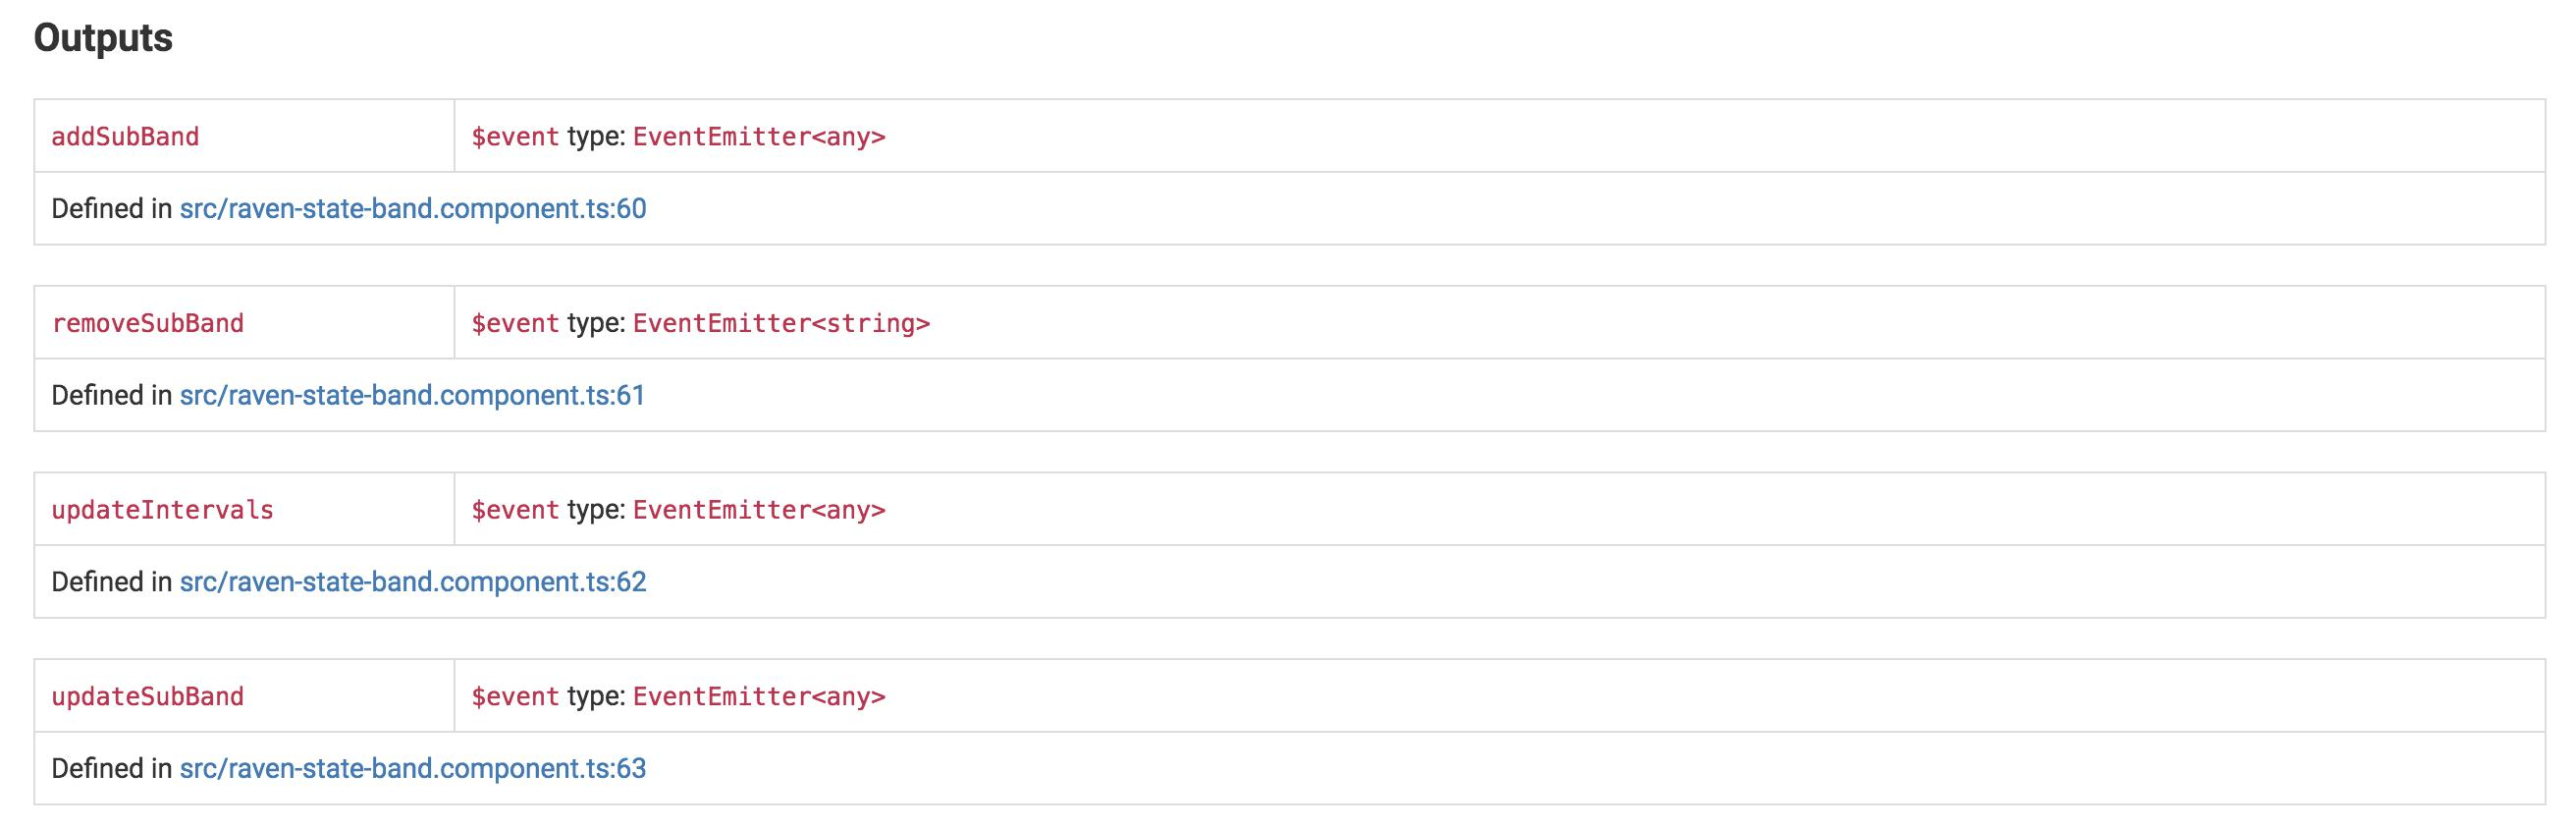 Outputs
addSubBand $event type: EventEmitter<any>
Defined in src/raven-state-band.component.ts:60
removeSubBand $event type: EventEmitter<string>
Defined in src/raven-state-band.component.ts:61
updateIntervals $event type: EventEmitter<any>
Defined in src/raven-state-band.component.ts:62
updateSubBand $event type: EventEmitter<any>
Defined in src/raven-state-band.component.ts:63